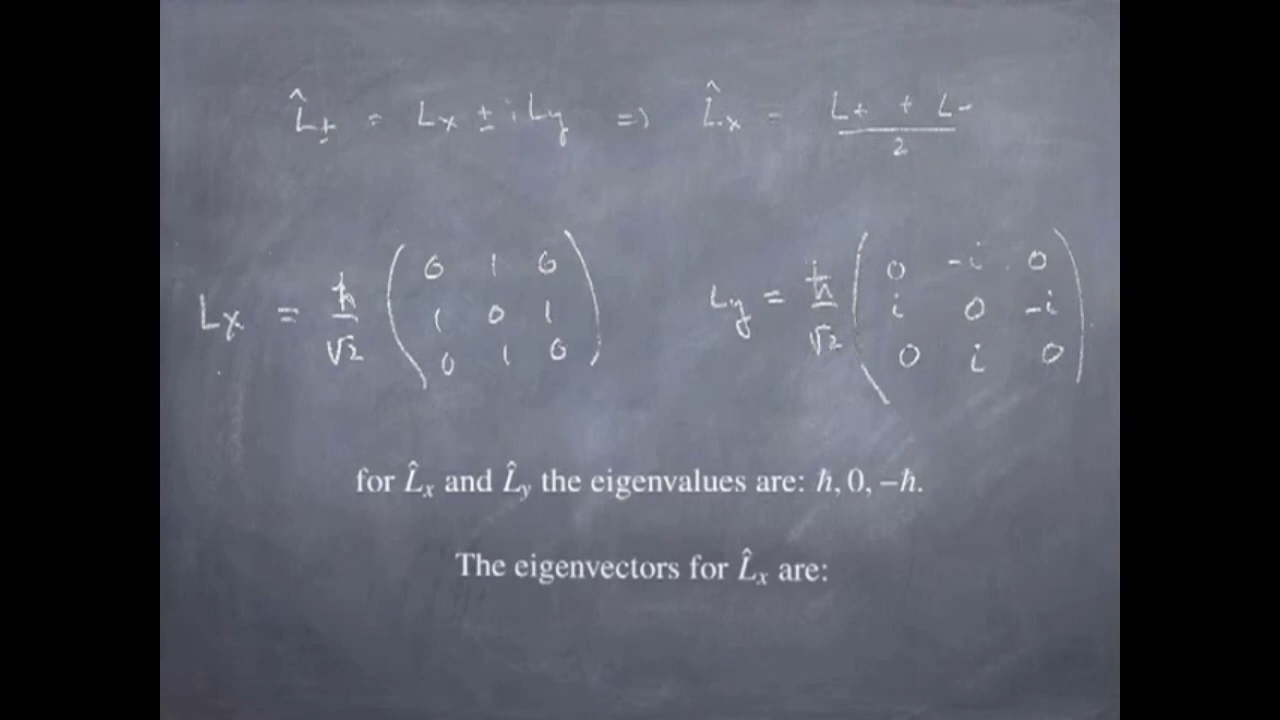 L̂± = Lx ± i Ly ⇒ L̂x = (L+ + L-)/2
Lx = ħ/√2 (0 1 0; 1 0 1; 0 1 0) Ly = ħ/√2 (0 -i 0; i 0 -i; 0 i 0)
for L̂x and L̂y the eigenvalues are: ħ, 0, −ħ.
The eigenvectors for L̂x are: